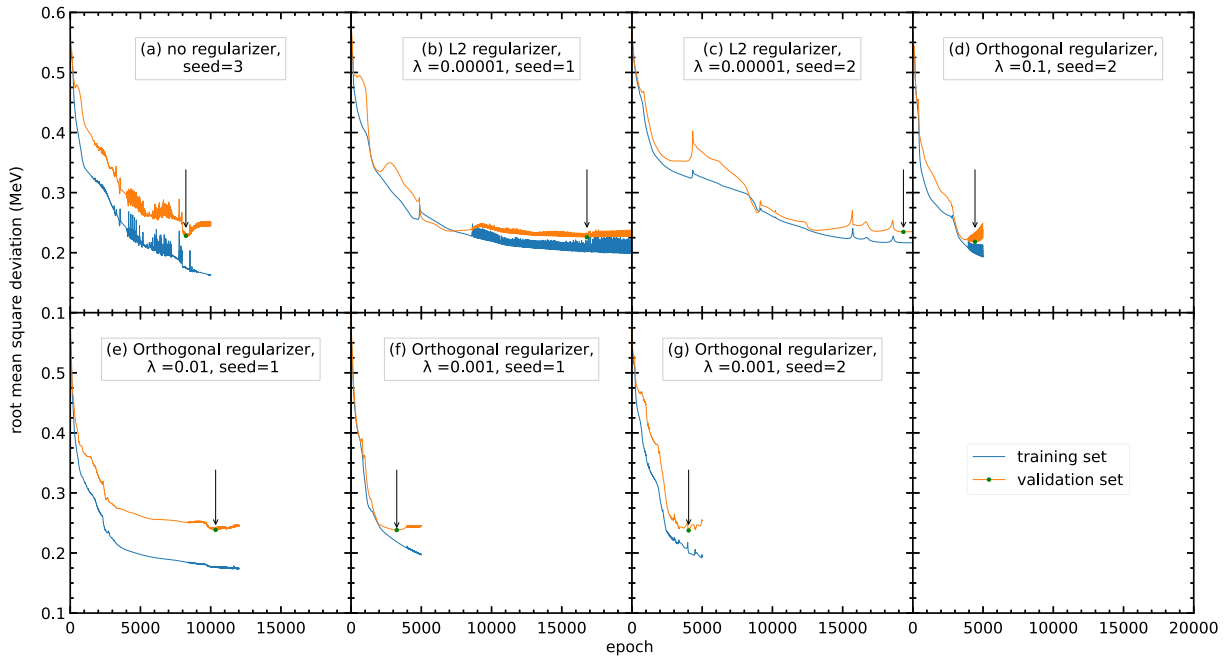 (a) no regularizer,
seed=3
(b) L2 regularizer,
λ =0.00001, seed=1
(c) L2 regularizer,
λ =0.00001, seed=2
(d) Orthogonal regularizer,
λ =0.1, seed=2
0.6
0.5
0.4
0.3
0.2
0.1
root mean square deviation (MeV)
(e) Orthogonal regularizer,
λ =0.01, seed=1
(f) Orthogonal regularizer,
λ =0.001, seed=1
(g) Orthogonal regularizer,
λ =0.001, seed=2
0.5
0.4
0.3
0.2
0.1
training set
validation set
0 5000 10000 15000 0 5000 10000 15000 0 5000 10000 15000 0 5000 10000 15000 20000
epoch